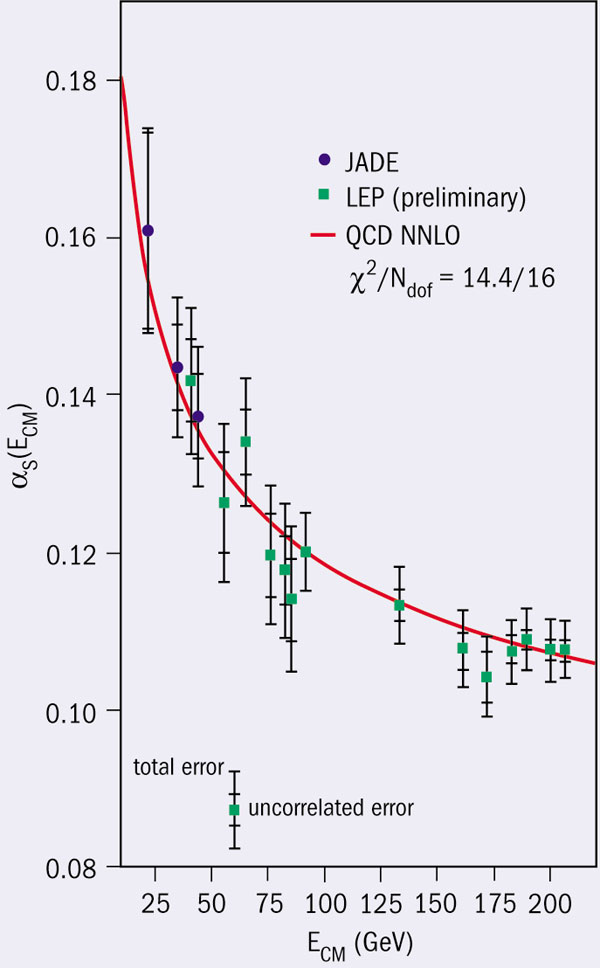 0.18
0.16
0.14
0.12
0.10
0.08
αS(ECM)
JADE
LEP (preliminary)
QCD NNLO
χ2/Ndof = 14.4/16
total error
uncorrelated error
25 50 75 100 125 150 175 200
ECM (GeV)